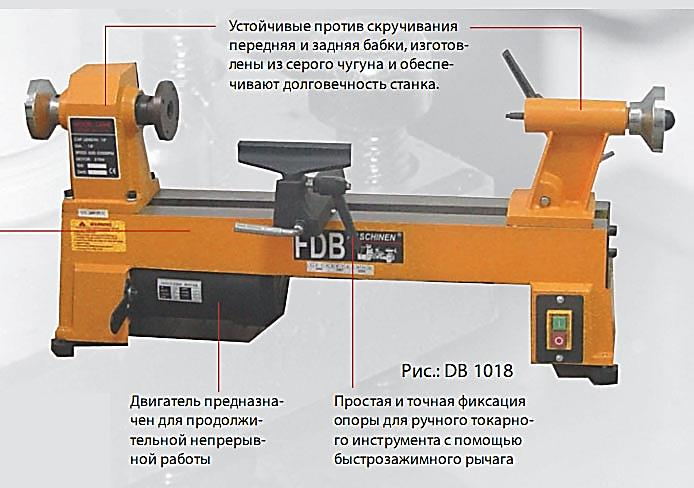 Устойчивые против скручивания
передняя и задняя бабки, изготов-
лены из серого чугуна и обеспе-
чивают долговечность станка.
WARNING
FDB
SCHINEN®
Рис.: DB 1018
Двигатель предназна-
чен для продолжи-
тельной непрерыв-
ной работы
Простая и точная фиксация
опоры для ручного токарно-
го инструмента с помощью
быстрозажимного рычага